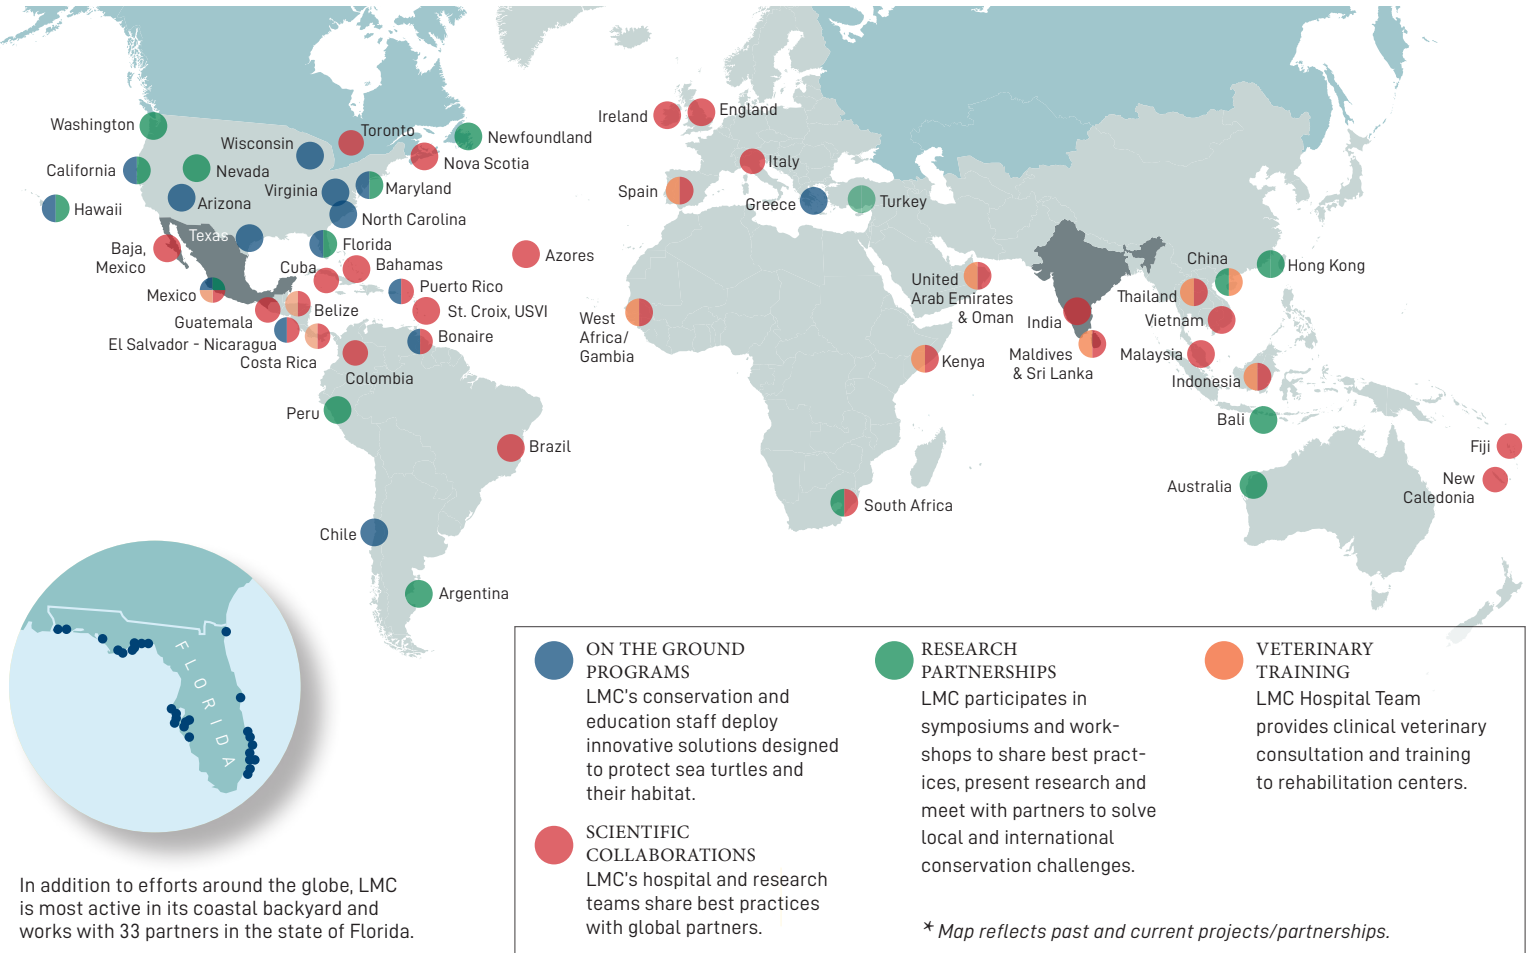 Washington
Wisconsin
Toronto
Newfoundland
Nova Scotia
California
Nevada
Virginia
Maryland
Hawaii
Arizona
North Carolina
Texas
Florida
Baja,
Mexico
Cuba
Bahamas
Azores
Mexico
Puerto Rico
Belize
St. Croix, USVI
Guatemala
El Salvador - Nicaragua
Bonaire
Costa Rica
Colombia
Peru
Brazil
Chile
Argentina
Ireland
England
Italy
Spain
Greece
Turkey
West
Africa/
Gambia
United
Arab Emirates
& Oman
Kenya
South Africa
India
Maldives
& Sri Lanka
China
Hong Kong
Thailand
Vietnam
Malaysia
Indonesia
Bali
Australia
Fiji
New
Caledonia
FLORIDA
In addition to efforts around the globe, LMC
is most active in its coastal backyard and
works with 33 partners in the state of Florida.
ON THE GROUND
PROGRAMS
LMC's conservation and
education staff deploy
innovative solutions designed
to protect sea turtles and
their habitat.
SCIENTIFIC
COLLABORATIONS
LMC's hospital and research
teams share best practices
with global partners.
RESEARCH
PARTNERSHIPS
LMC participates in
symposiums and work-
shops to share best pract-
ices, present research and
meet with partners to solve
local and international
conservation challenges.
VETERINARY
TRAINING
LMC Hospital Team
provides clinical veterinary
consultation and training
to rehabilitation centers.
* Map reflects past and current projects/partnerships.